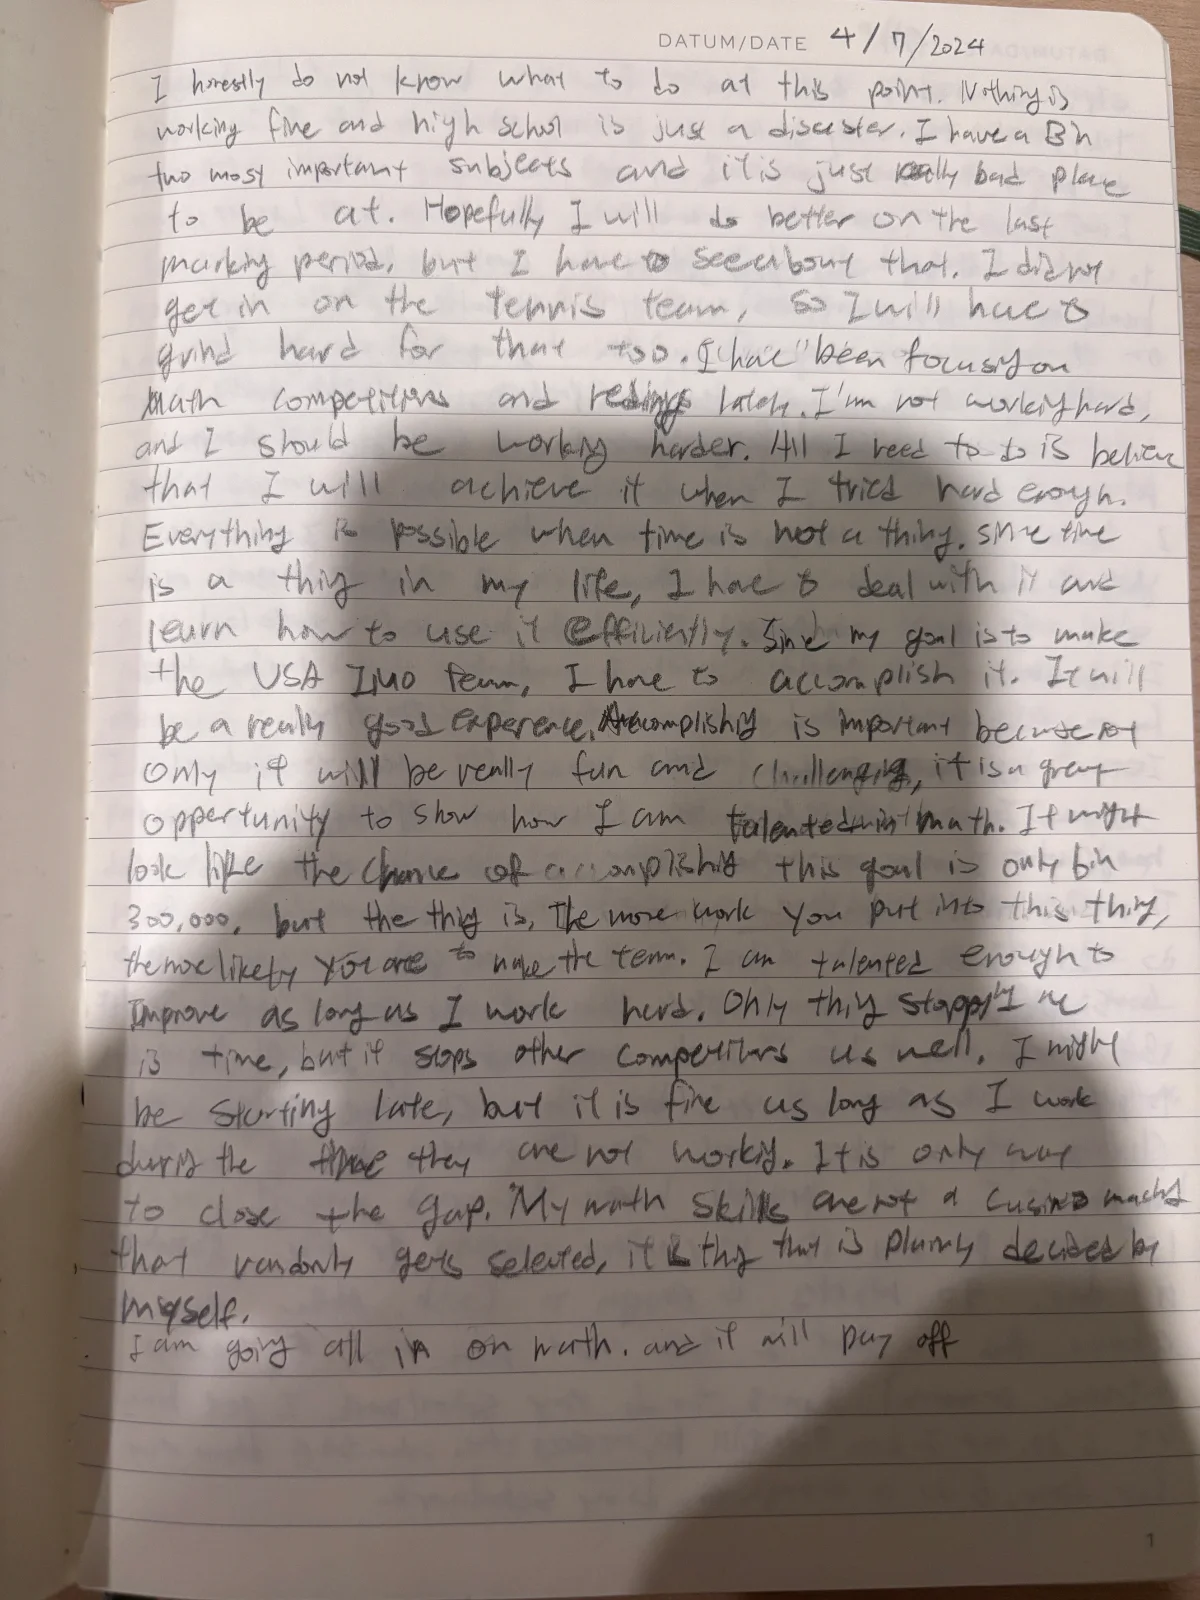 DATUM/DATE 4/7/2024
I honestly do not know what to do at this point. Nothing is
working fine and high school is just a disaster. I have a B in
two most important subjects and it is just really bad place
to be at. Hopefully I will do better on the last
marking period, but I have to see about that. I did not
get in on the tennis team, so I will have to
grind hard for that too. I have been focusing on
math competitions and readings lately. I'm not working hard,
and I should be working harder. All I need to do is believe
that I will achieve it when I tried hard enough.
Everything is possible when time is not a thing. since time
is a thing in my life, I have to deal with it and
learn how to use it efficiently. Since my goal is to make
the USA IMO team, I have to accomplish it. It will
be a really good experence. Accomplishing is important because not
only it will be really fun and challenging, it is a great
oppertunity to show how I am talented in math. It might
look like the chance of accomplishing this goal is only 6 in
300,000, but the thing is, The more work you put into this thing,
the more likely you are to make the team. I am talented enough to
Improve as long as I work hard. Only thing stopping me
is time, but it stops other competitors as well. I might
be starting late, but it is fine as long as I work
during the time they are not working. It is only way
to close the gap. My math skills are not a casino machine
that randomly gets selected, it is thing that is plainly decided by
myself.
I am going all in on math. and it will pay off
1